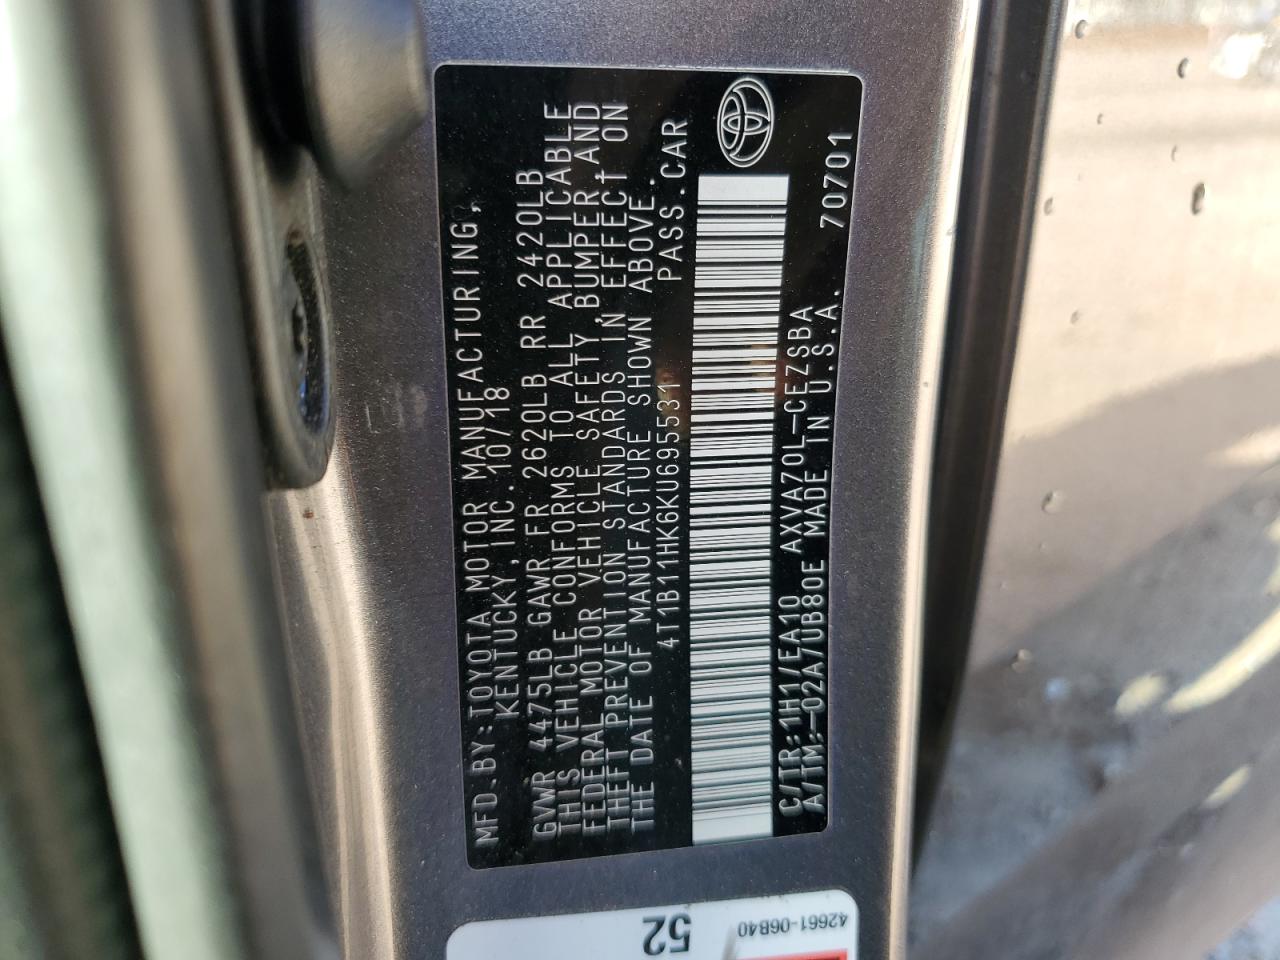 MFD.BY:TOYOTA MOTOR MANUFACTURING,
KENTUCKY,INC. 10/18
GVWR 4475LB GAWR FR 2620LB RR 2420LB
THIS VEHICLE CONFORMS TO ALL APPLICABLE
FEDERAL MOTOR VEHICLE SAFETY,BUMPER,AND
THEFT PREVENTION STANDARDS IN EFFECT ON
THE DATE OF MANUFACTURE SHOWN ABOVE.
4T1B11HK6KU695531 PASS.CAR
C/TR:1H1/EA10 AXVA70L-CEZSBA
A/TM:-02A/UB80E MADE IN U.S.A. 70701
52
42661-06B40